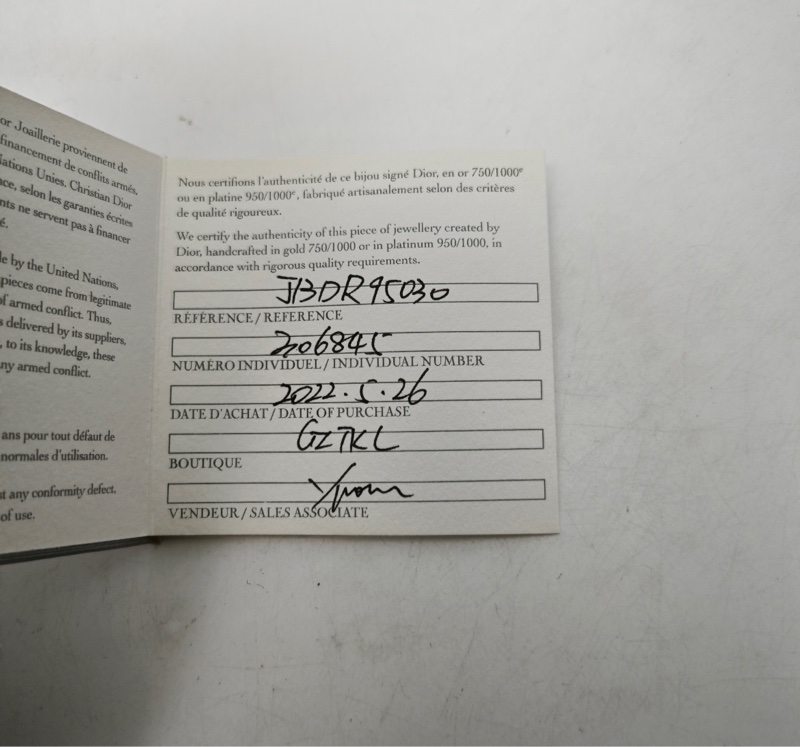 or Joaillerie proviennent de
financement de conflits armés,
ations Unies. Christian Dior
ce, selon les garanties écrites
nts ne servent pas à financer
é.
le by the United Nations,
pieces come from legitimate
of armed conflict. Thus,
s delivered by its suppliers,
, to its knowledge, these
ny armed conflict.
ans pour tout défaut de
normales d'utilisation.
st any conformity defect,
of use.
Nous certifions l'authenticité de ce bijou signé Dior, en or 750/1000e
ou en platine 950/1000e, fabriqué artisanalement selon des critères
de qualité rigoureux.
We certify the authenticity of this piece of jewellery created by
Dior, handcrafted in gold 750/1000 or in platinum 950/1000, in
accordance with rigorous quality requirements.
JBDR95030
RÉFÉRENCE / REFERENCE
206845
NUMÉRO INDIVIDUEL / INDIVIDUAL NUMBER
2022.5.26
DATE D'ACHAT / DATE OF PURCHASE
GZTKL
BOUTIQUE
VENDEUR / SALES ASSOCIATE